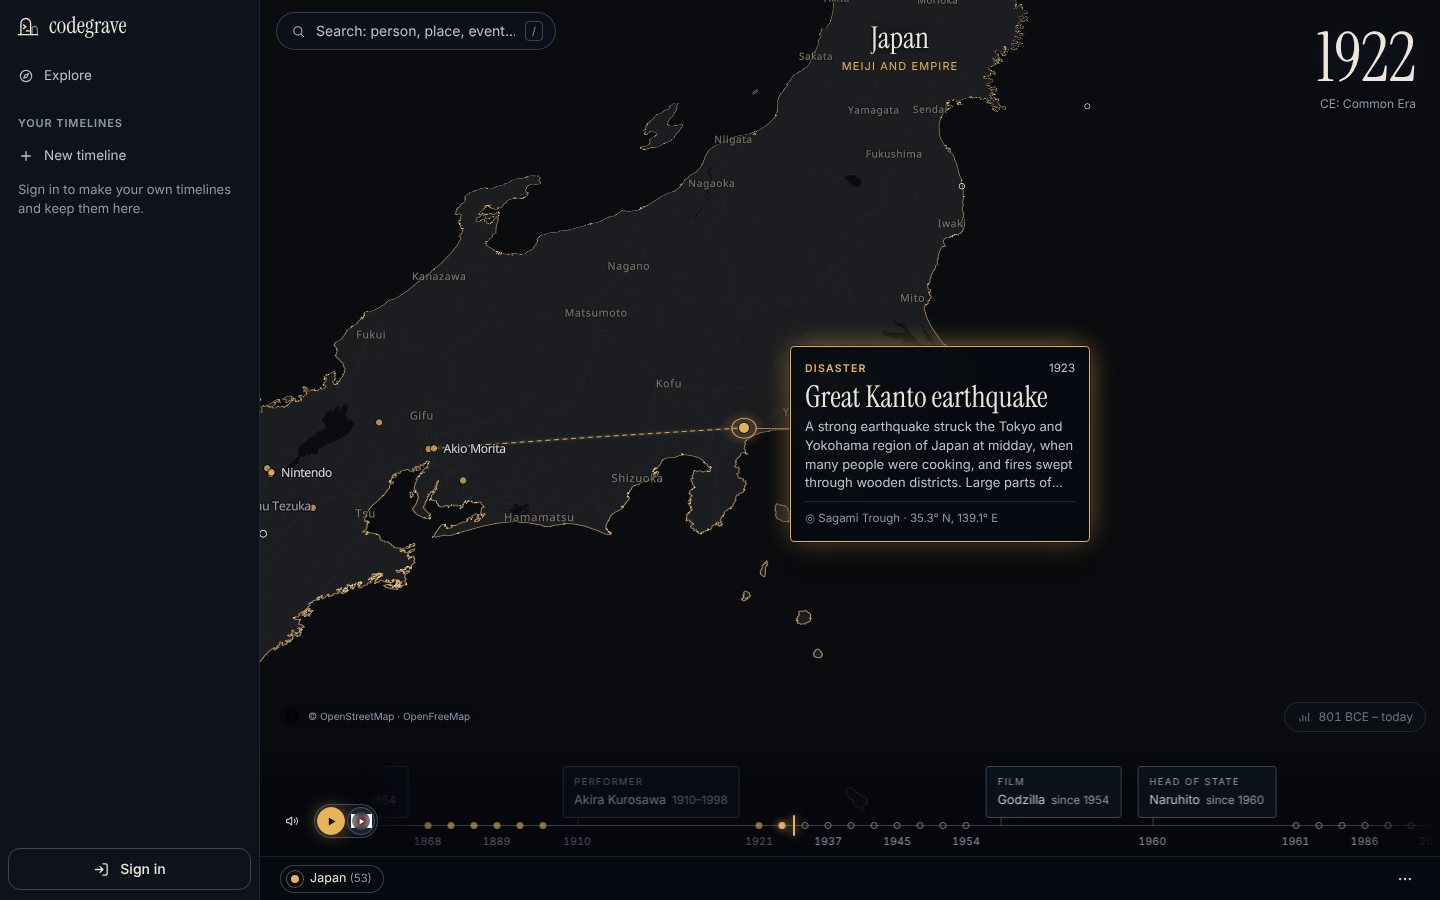 codegrave
Explore
YOUR TIMELINES
New timeline
Sign in to make your own timelines
and keep them here.
Sign in
Search: person, place, event... /
Japan
MEIJI AND EMPIRE
1922
CE: Common Era
Sakata
Yamagata
Sendai
Niigata
Fukushima
Nagaoka
Iwaki
Kanazawa
Nagano
Mito
Matsumoto
Fukui
Kofu
Gifu
Akio Morita
Nintendo
Shizuoka
Tsu
Hamamatsu
DISASTER 1923
Great Kanto earthquake
A strong earthquake struck the Tokyo and
Yokohama region of Japan at midday, when
many people were cooking, and fires swept
through wooden districts. Large parts of...
◎ Sagami Trough · 35.3° N, 139.1° E
© OpenStreetMap · OpenFreeMap
801 BCE – today
PERFORMER
Akira Kurosawa 1910–1998
FILM
Godzilla since 1954
HEAD OF STATE
Naruhito since 1960
1868 1889 1910 1921 1937 1945 1954 1960 1961 1986
Japan (53)